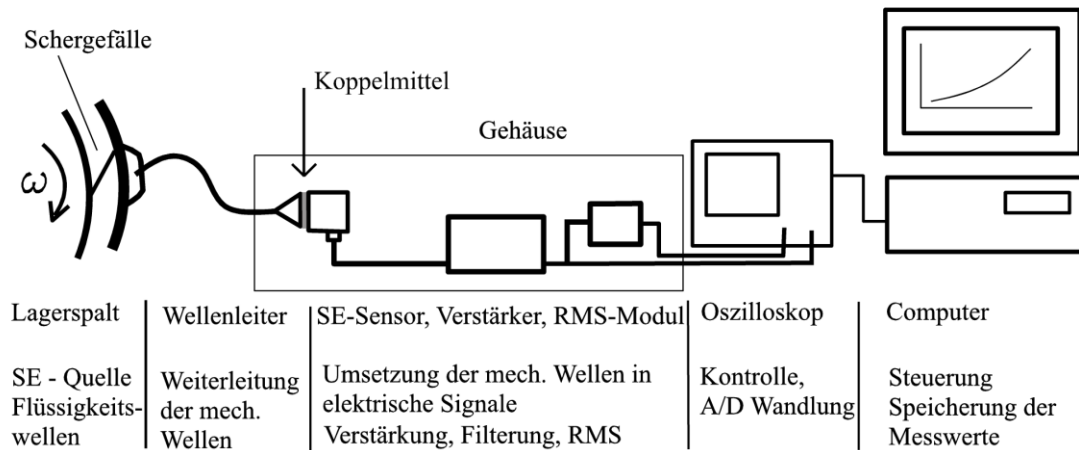 Schergefälle
Koppelmittel
Gehäuse
ω
Lagerspalt
SE - Quelle
Flüssigkeits-
wellen
Wellenleiter
Weiterleitung
der mech.
Wellen
SE-Sensor, Verstärker, RMS-Modul
Umsetzung der mech. Wellen in
elektrische Signale
Verstärkung, Filterung, RMS
Oszilloskop
Kontrolle,
A/D Wandlung
Computer
Steuerung
Speicherung der
Messwerte